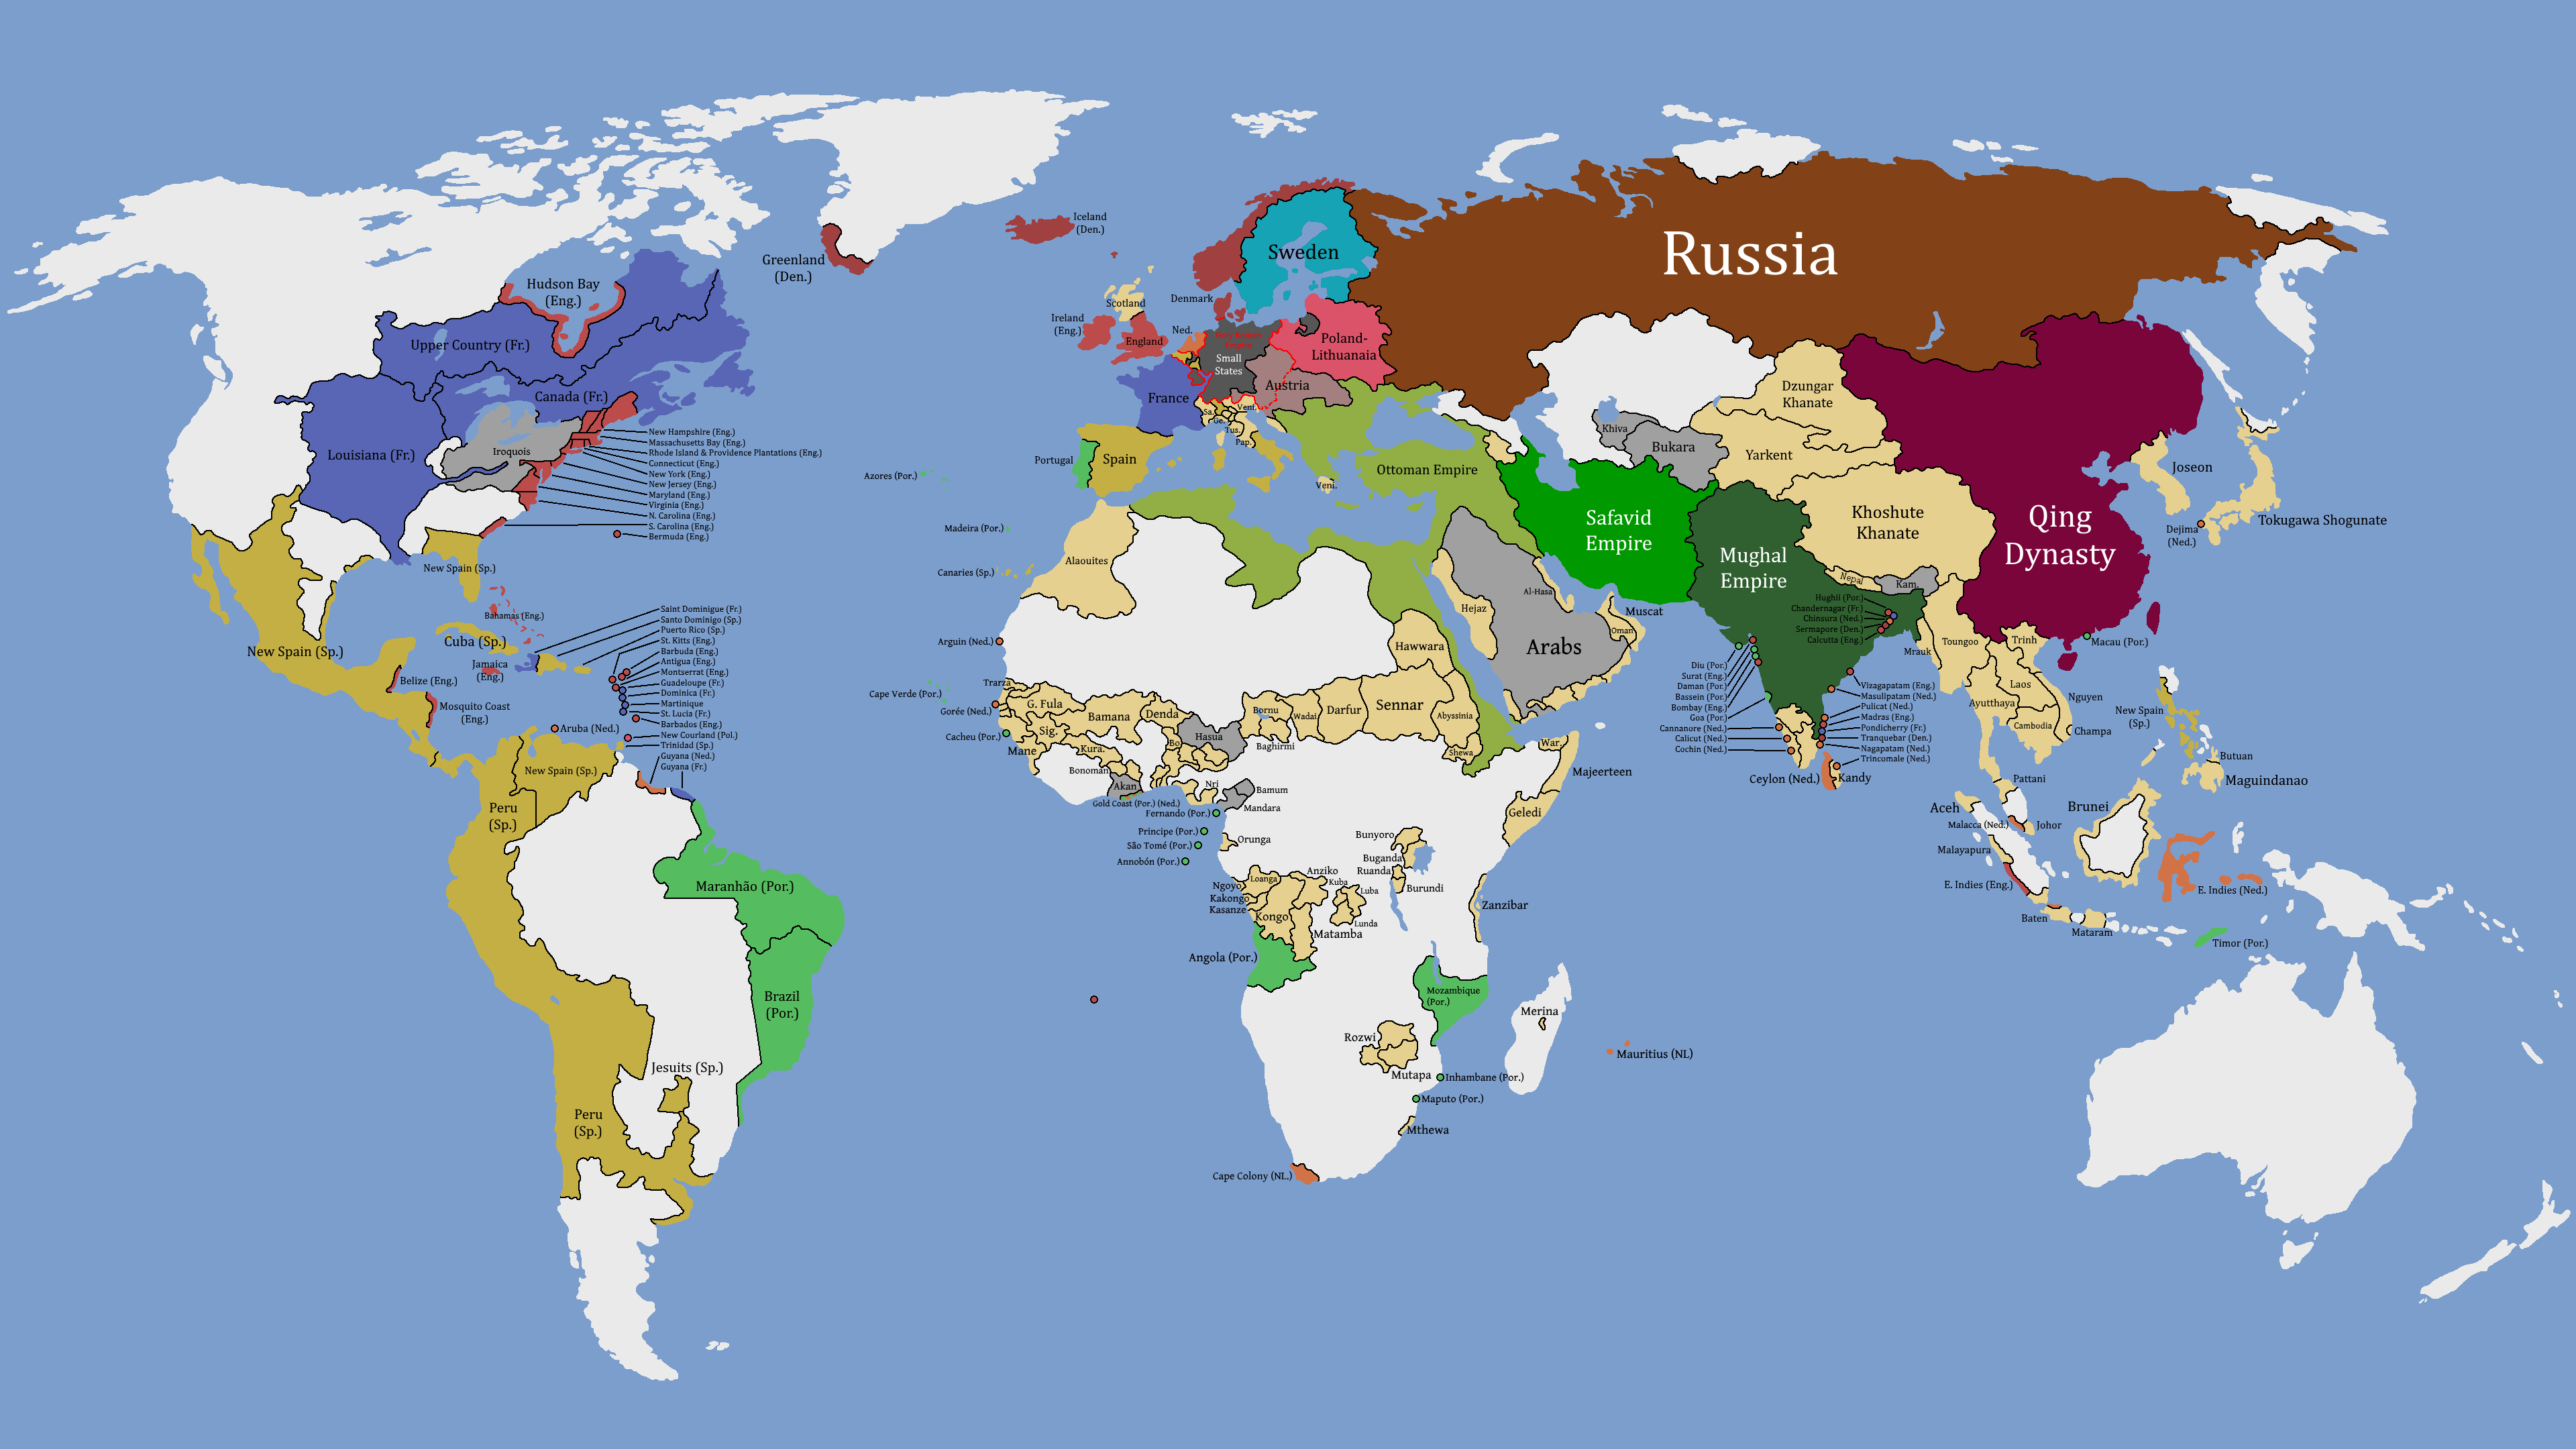 Iceland
(Den.)
Greenland
(Den.)
Hudson Bay
(Eng.)
Upper Country (Fr.)
Canada (Fr.)
Louisiana (Fr.)
Iroquois
New Hampshire (Eng.)
Massachusetts Bay (Eng.)
Rhode Island & Providence Plantations (Eng.)
Connecticut (Eng.)
New York (Eng.)
New Jersey (Eng.)
Maryland (Eng.)
Virginia (Eng.)
N. Carolina (Eng.)
S. Carolina (Eng.)
Bermuda (Eng.)
New Spain (Sp.)
Bahamas (Eng.)
Cuba (Sp.)
New Spain (Sp.)
Jamaica
(Eng.)
Belize (Eng.)
Mosquito Coast
(Eng.)
Saint Dominigue (Fr.)
Santo Dominigo (Sp.)
Puerto Rico (Sp.)
St. Kitts (Eng.)
Barbuda (Eng.)
Antigua (Eng.)
Montserrat (Eng.)
Guadeloupe (Fr.)
Dominica (Fr.)
Martinique
St. Lucia (Fr.)
Barbados (Eng.)
New Courland (Pol.)
Trinidad (Sp.)
Guyana (Ned.)
Guyana (Fr.)
Aruba (Ned.)
New Spain (Sp.)
Peru
(Sp.)
Maranhão (Por.)
Brazil
(Por.)
Jesuits (Sp.)
Peru
(Sp.)
Sweden
Denmark
Scotland
Ireland
(Eng.)
England
Ned.
Small
States
Poland-
Lithuanaia
Austria
France
Sa.
Ge.
Veni.
Tus.
Pap.
Portugal
Spain
Veni.
Ottoman Empire
Russia
Azores (Por.)
Madeira (Por.)
Canaries (Sp.)
Cape Verde (Por.)
Alaouites
Arguin (Ned.)
Trarza
Gorée (Ned.)
Cacheu (Por.)
G. Fula
Sig.
Mane
Bamana
Kura.
Bonoman
Denda
Bo.
Akan
Hasua
Nri
Gold Coast (Por.) (Ned.)
Bamum
Mandara
Fernando (Por.)
Principe (Por.)
São Tomé (Por.)
Annobón (Por.)
Orunga
Bornu
Baghirmi
Wadai
Darfur
Sennar
Hawwara
Abyssinia
Shewa
War.
Majeerteen
Geledi
Bunyoro
Buganda
Ruanda
Burundi
Zanzibar
Loanga
Ngoyo
Kakongo
Kasanze
Kongo
Anziko
Kuba
Luba
Lunda
Matamba
Angola (Por.)
Mozambique
(Por.)
Rozwi
Mutapa
Inhambane (Por.)
Maputo (Por.)
Mthewa
Cape Colony (NL.)
Merina
Mauritius (NL)
Hejaz
Al-Hasa
Arabs
Oman
Muscat
Safavid
Empire
Khiva
Bukara
Dzungar
Khanate
Yarkent
Khoshute
Khanate
Mughal
Empire
Nepal
Kam.
Qing
Dynasty
Joseon
Dejima
(Ned.)
Tokugawa Shogunate
Macau (Por.)
Hughli (Por.)
Chandernagar (Fr.)
Chinsura (Ned.)
Sermapore (Den.)
Calcutta (Eng.)
Diu (Por.)
Surat (Eng.)
Daman (Por.)
Bassein (Por.)
Bombay (Eng.)
Goa (Por.)
Cannanore (Ned.)
Calicut (Ned.)
Cochin (Ned.)
Vizagapatam (Eng.)
Masulipatam (Ned.)
Pulicat (Ned.)
Madras (Eng.)
Pondicherry (Fr.)
Tranquebar (Den.)
Nagapatam (Ned.)
Trincomale (Ned.)
Ceylon (Ned.)
Kandy
Mrauk
Toungoo
Trinh
Laos
Ayutthaya
Cambodia
Nguyen
Champa
Pattani
Johor
Malacca (Ned.)
Aceh
Malayapura
E. Indies (Eng.)
Baten
Mataram
Brunei
New Spain
(Sp.)
Butuan
Maguindanao
E. Indies (Ned.)
Timor (Por.)